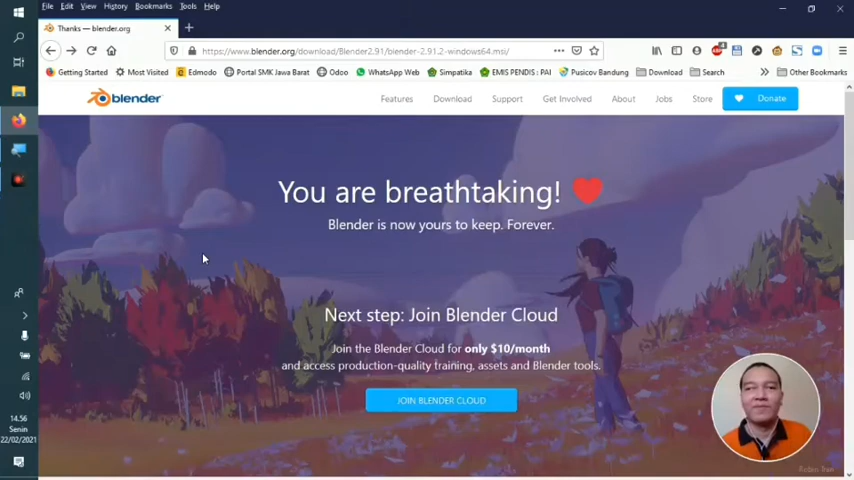 File Edit View History Bookmarks Tools Help
Thanks — blender.org
https://www.blender.org/download/Blender2.91/blender-2.91.2-windows64.msi/
Getting Started Most Visited Edmodo Portal SMK Jawa Barat Odoo WhatsApp Web Simpatika EMIS PENDIS : PAI Pusicov Bandung Download Search Other Bookmarks
blender
Features Download Support Get Involved About Jobs Store Donate
You are breathtaking!
Blender is now yours to keep. Forever.
Next step: Join Blender Cloud
Join the Blender Cloud for only $10/month
and access production-quality training, assets and Blender tools.
JOIN BLENDER CLOUD
14.56
Senin
22/02/2021